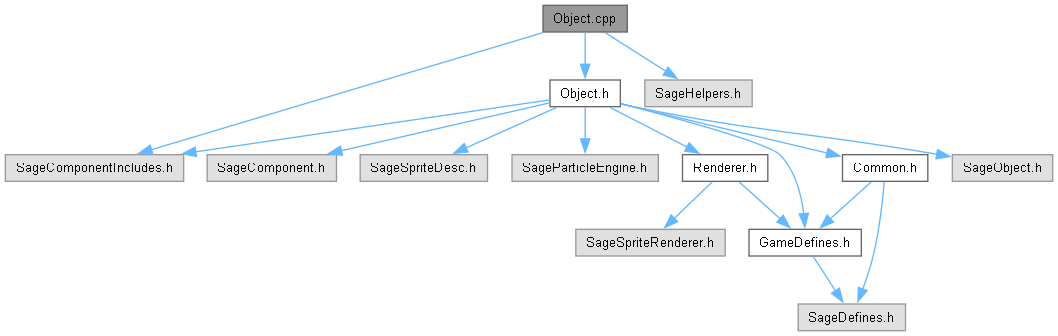 Object.cpp
Object.h
SageHelpers.h
SageComponentIncludes.h
SageComponent.h
SageSpriteDesc.h
SageParticleEngine.h
Renderer.h
Common.h
SageObject.h
SageSpriteRenderer.h
GameDefines.h
SageDefines.h